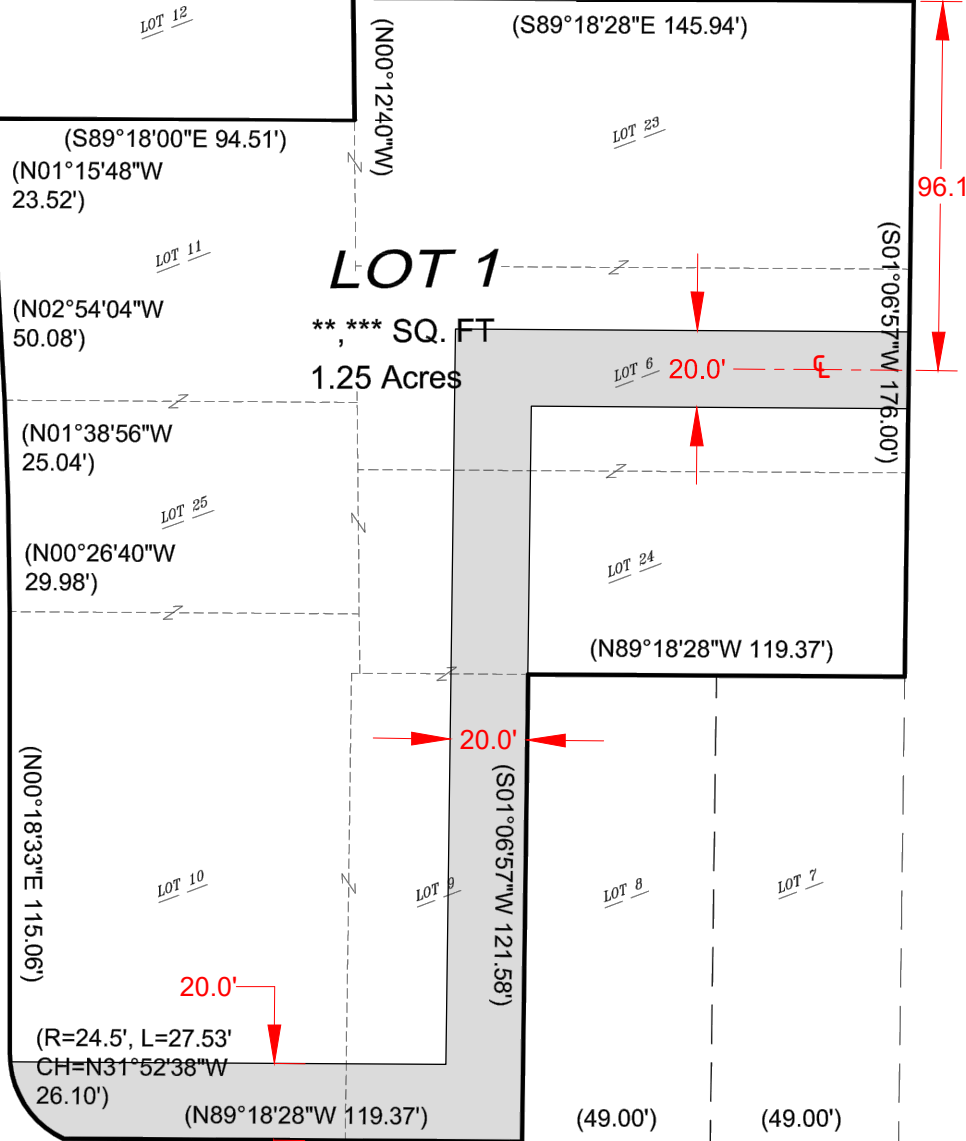 LOT 12
(S89°18'28"E 145.94')
(N00°12'40"W)
LOT 23
(S89°18'00"E 94.51')
(N01°15'48"W
23.52')
96.1
LOT 11
(S01°06'57"W 176.00')
LOT 1
(N02°54'04"W
50.08')
**,*** SQ. FT
1.25 Acres
LOT 6
20.0'
℄
(N01°38'56"W
25.04')
LOT 25
(N00°26'40"W
29.98')
LOT 24
(N89°18'28"W 119.37')
20.0'
(N00°18'33"E 115.06')
(S01°06'57"W 121.58')
LOT 10
LOT 9
LOT 8
LOT 7
20.0'
(R=24.5', L=27.53'
CH=N31°52'38"W
26.10')
(N89°18'28"W 119.37')
(49.00')
(49.00')